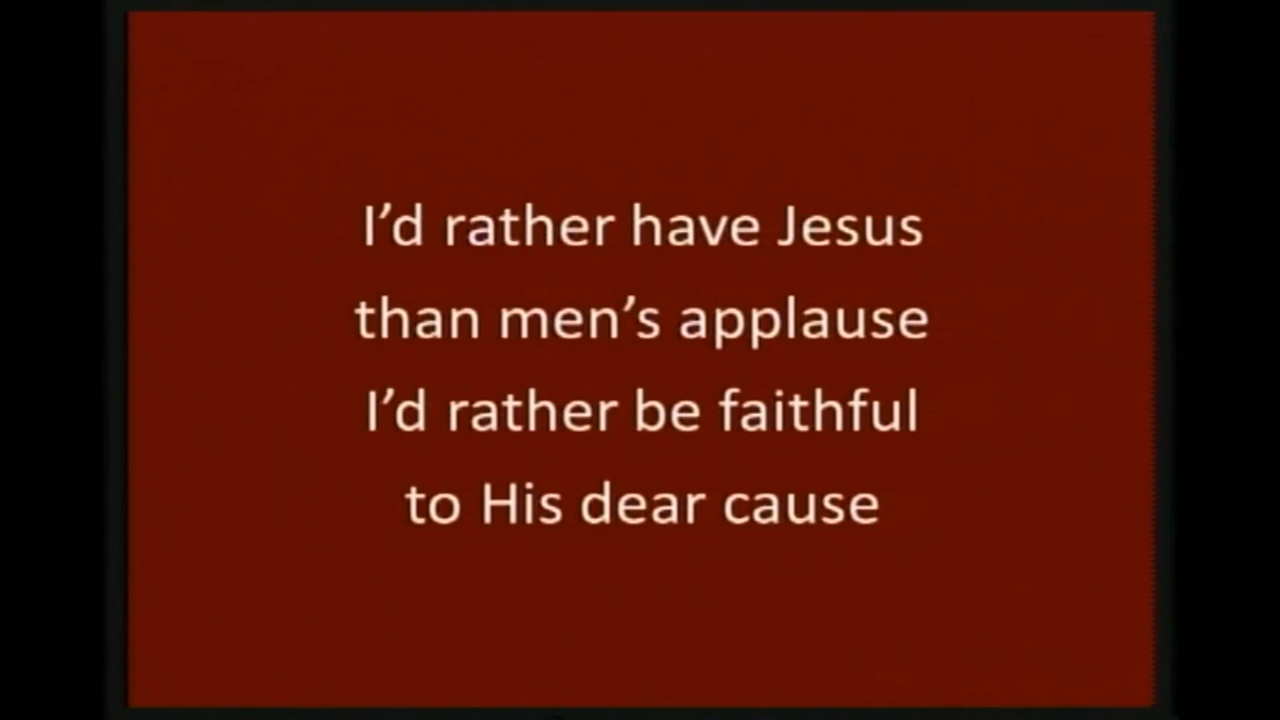 I’d rather have Jesus
than men’s applause
I’d rather be faithful
to His dear cause